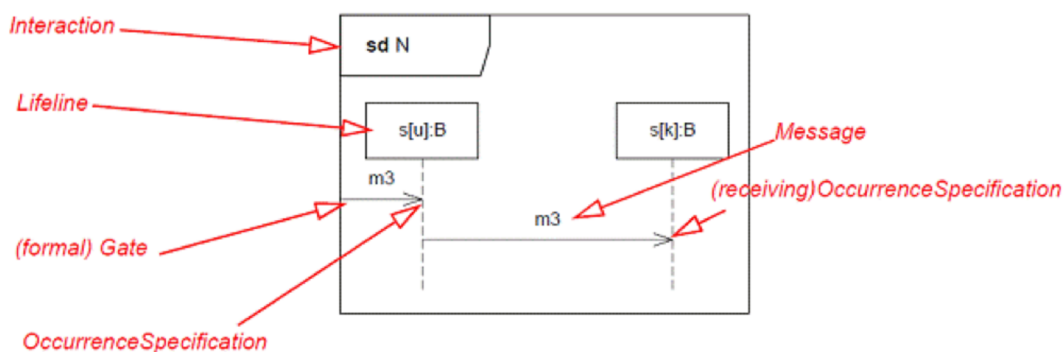 Interaction
sd N
Lifeline
s[u]:B
s[k]:B
Message
m3
(receiving)OccurrenceSpecification
m3
(formal) Gate
OccurrenceSpecification